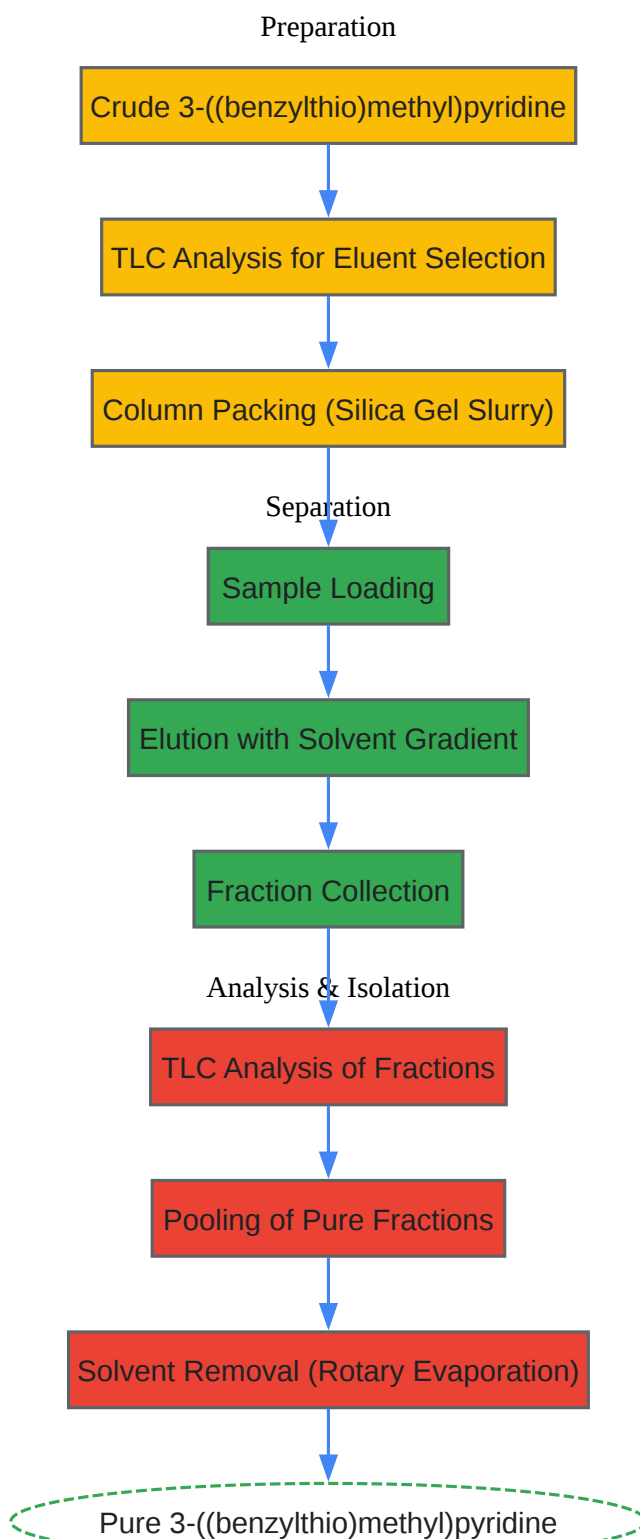 Preparation
Crude 3-((benzylthio)methyl)pyridine
TLC Analysis for Eluent Selection
Column Packing (Silica Gel Slurry)
Separation
Sample Loading
Elution with Solvent Gradient
Fraction Collection
Analysis & Isolation
TLC Analysis of Fractions
Pooling of Pure Fractions
Solvent Removal (Rotary Evaporation)
Pure 3-((benzylthio)methyl)pyridine